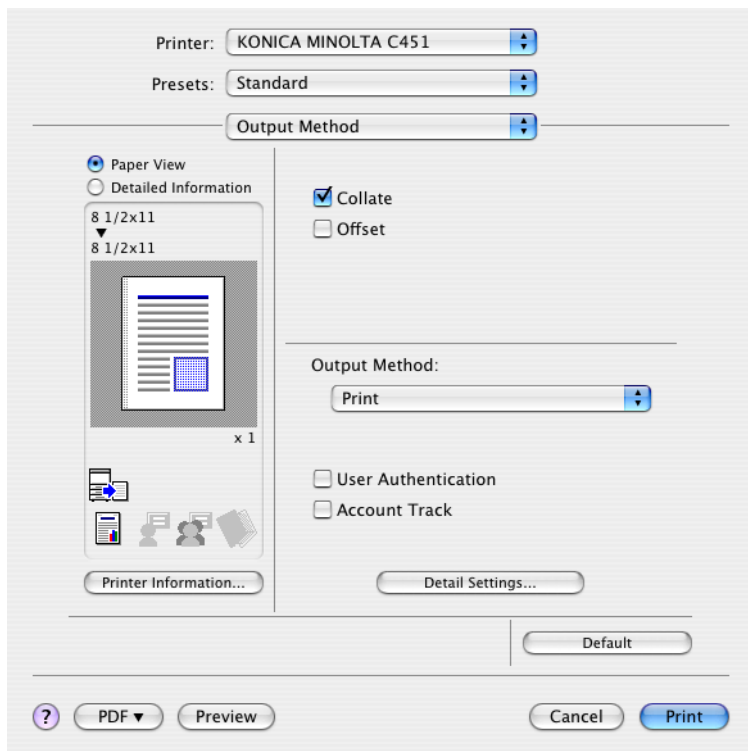 Printer: KONICA MINOLTA C451
Presets: Standard
Output Method
Paper View
Detailed Information
8 1/2x11
8 1/2x11
x 1
Printer Information...
Collate
Offset
Output Method:
Print
User Authentication
Account Track
Detail Settings...
Default
? PDF▼ Preview Cancel Print